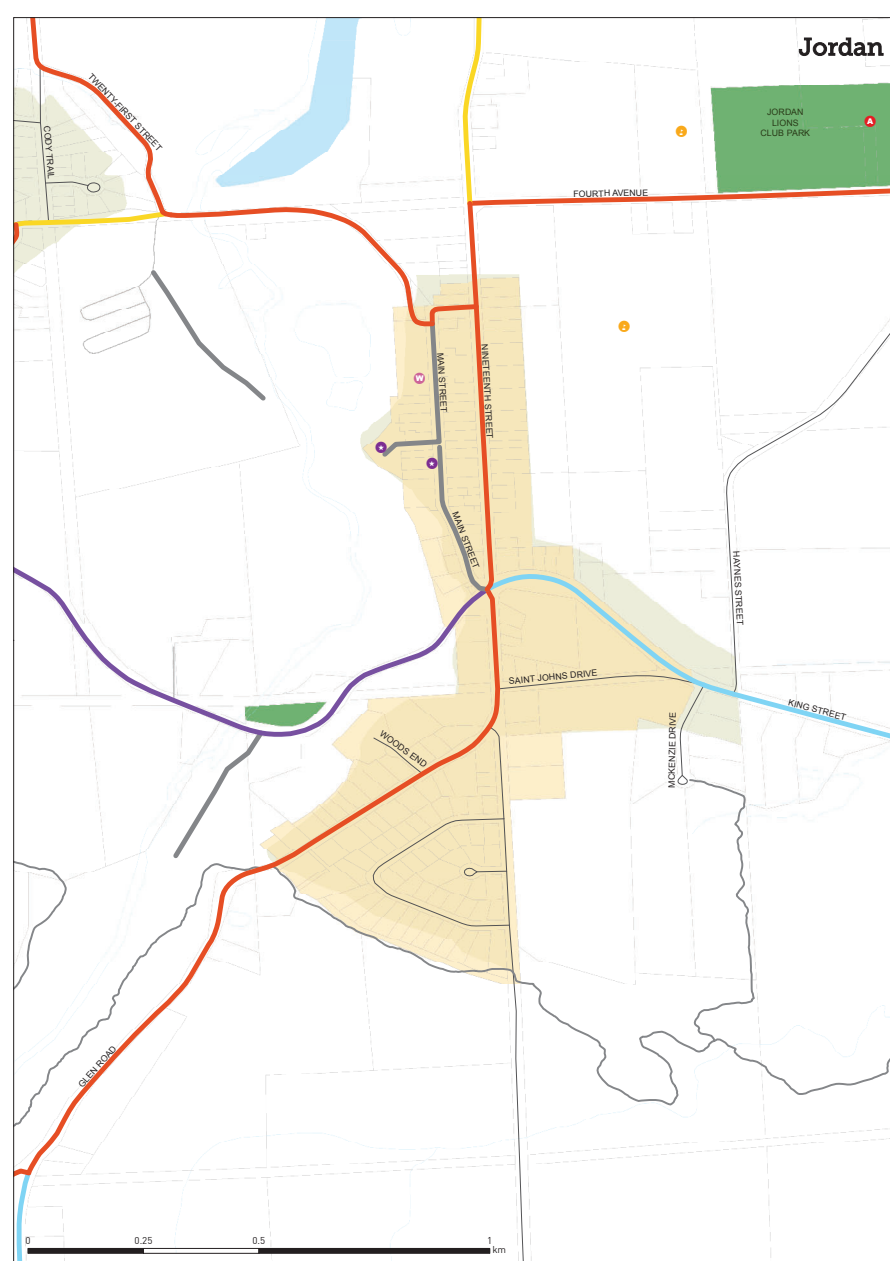 Jordan
TWENTY-FIRST STREET
CODY TRAIL
JORDAN
LIONS
CLUB PARK
A
FOURTH AVENUE
MAIN STREET
NINETEENTH STREET
W
MAIN STREET
HAYNES STREET
SAINT JOHNS DRIVE
KING STREET
MCKENZIE DRIVE
WOODS END
GLEN ROAD
0
0.25
0.5
1
km